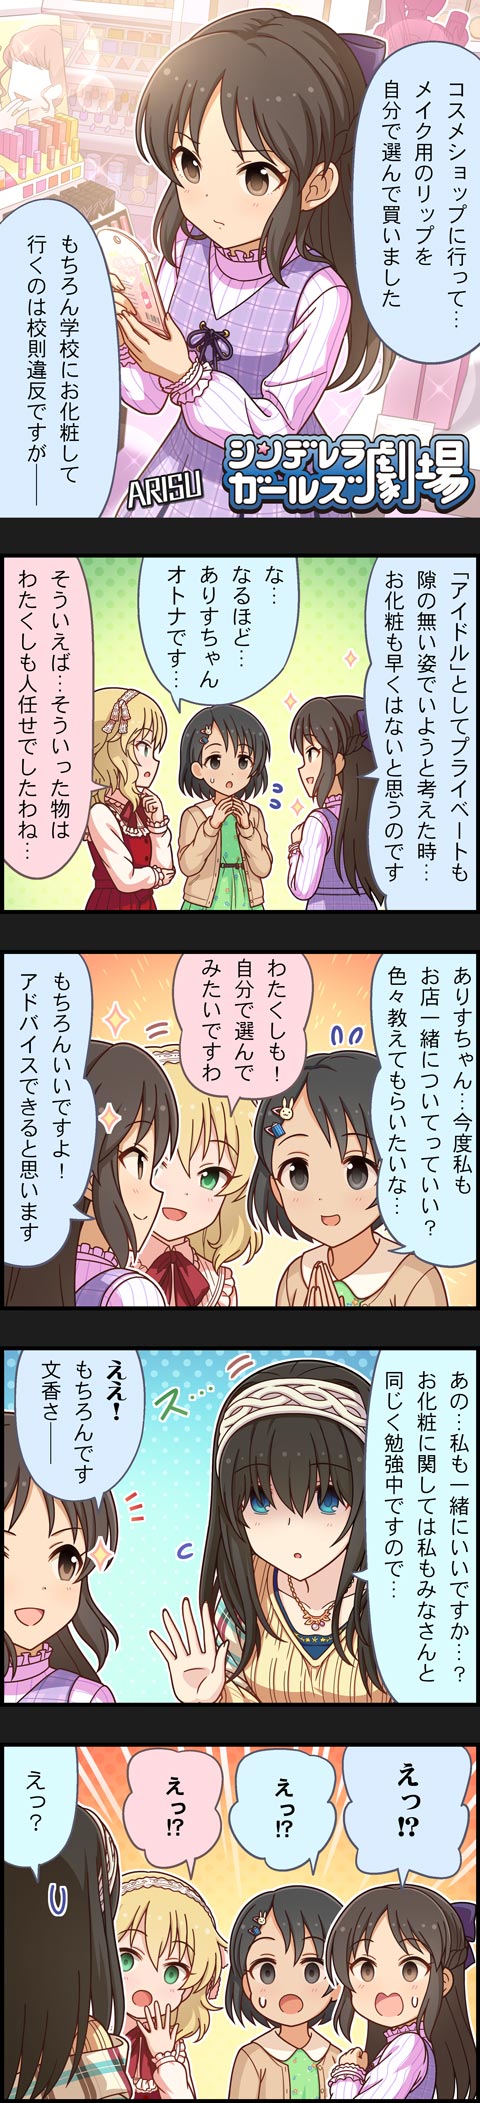 コスメショップに行って…
メイク用のリップを
自分で選んで買いました
もちろん学校にお化粧して
行くのは校則違反ですが――
シンデレラ
ガールズ劇場
ARISU
「アイドル」としてプライベートも
隙の無い姿でいようと考えた時…
お化粧も早くはないと思うのです
な…
なるほど…
ありすちゃん
オトナです…
そういえば…そういった物は
わたくしも人任せでしたわね…
ありすちゃん…今度私も
お店一緒についてっていい？
色々教えてもらいたいな…
わたくしも！
自分で選んで
みたいですわ
もちろんいいですよ！
アドバイスできると思います
あの…私も一緒にいいですか…？
お化粧に関しては私もみなさんと
同じく勉強中ですので…
ス…
ええ！
もちろんです
文香さ――
えっ!?
えっ!?
えっ!?
えっ？